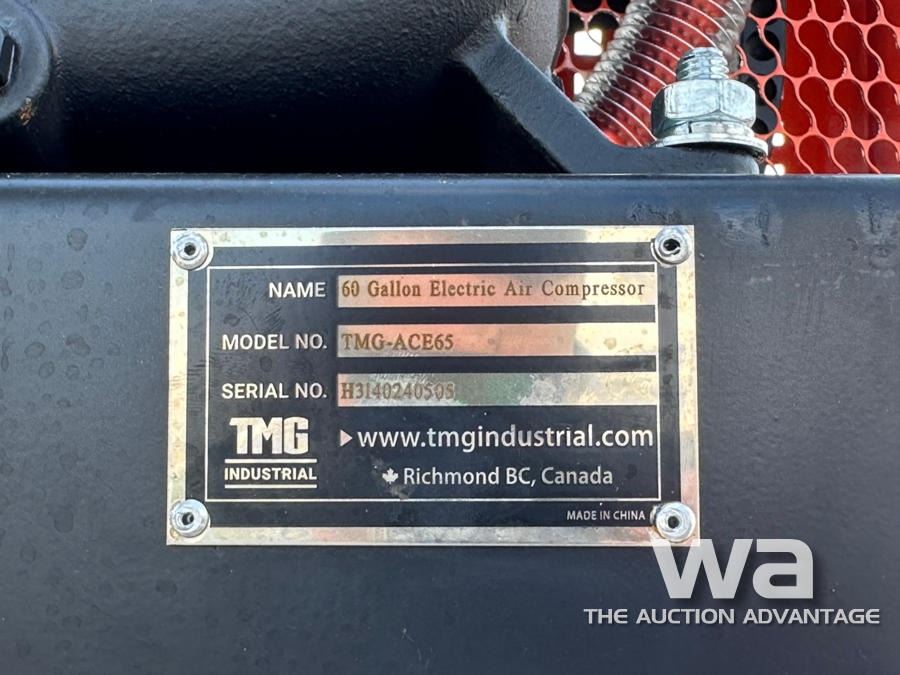 NAME 60 Gallon Electric Air Compressor
MODEL NO. TMG-ACE65
SERIAL NO. H3140240505
TMG
INDUSTRIAL
www.tmgindustrial.com
Richmond BC, Canada
MADE IN CHINA
wa
THE AUCTION ADVANTAGE